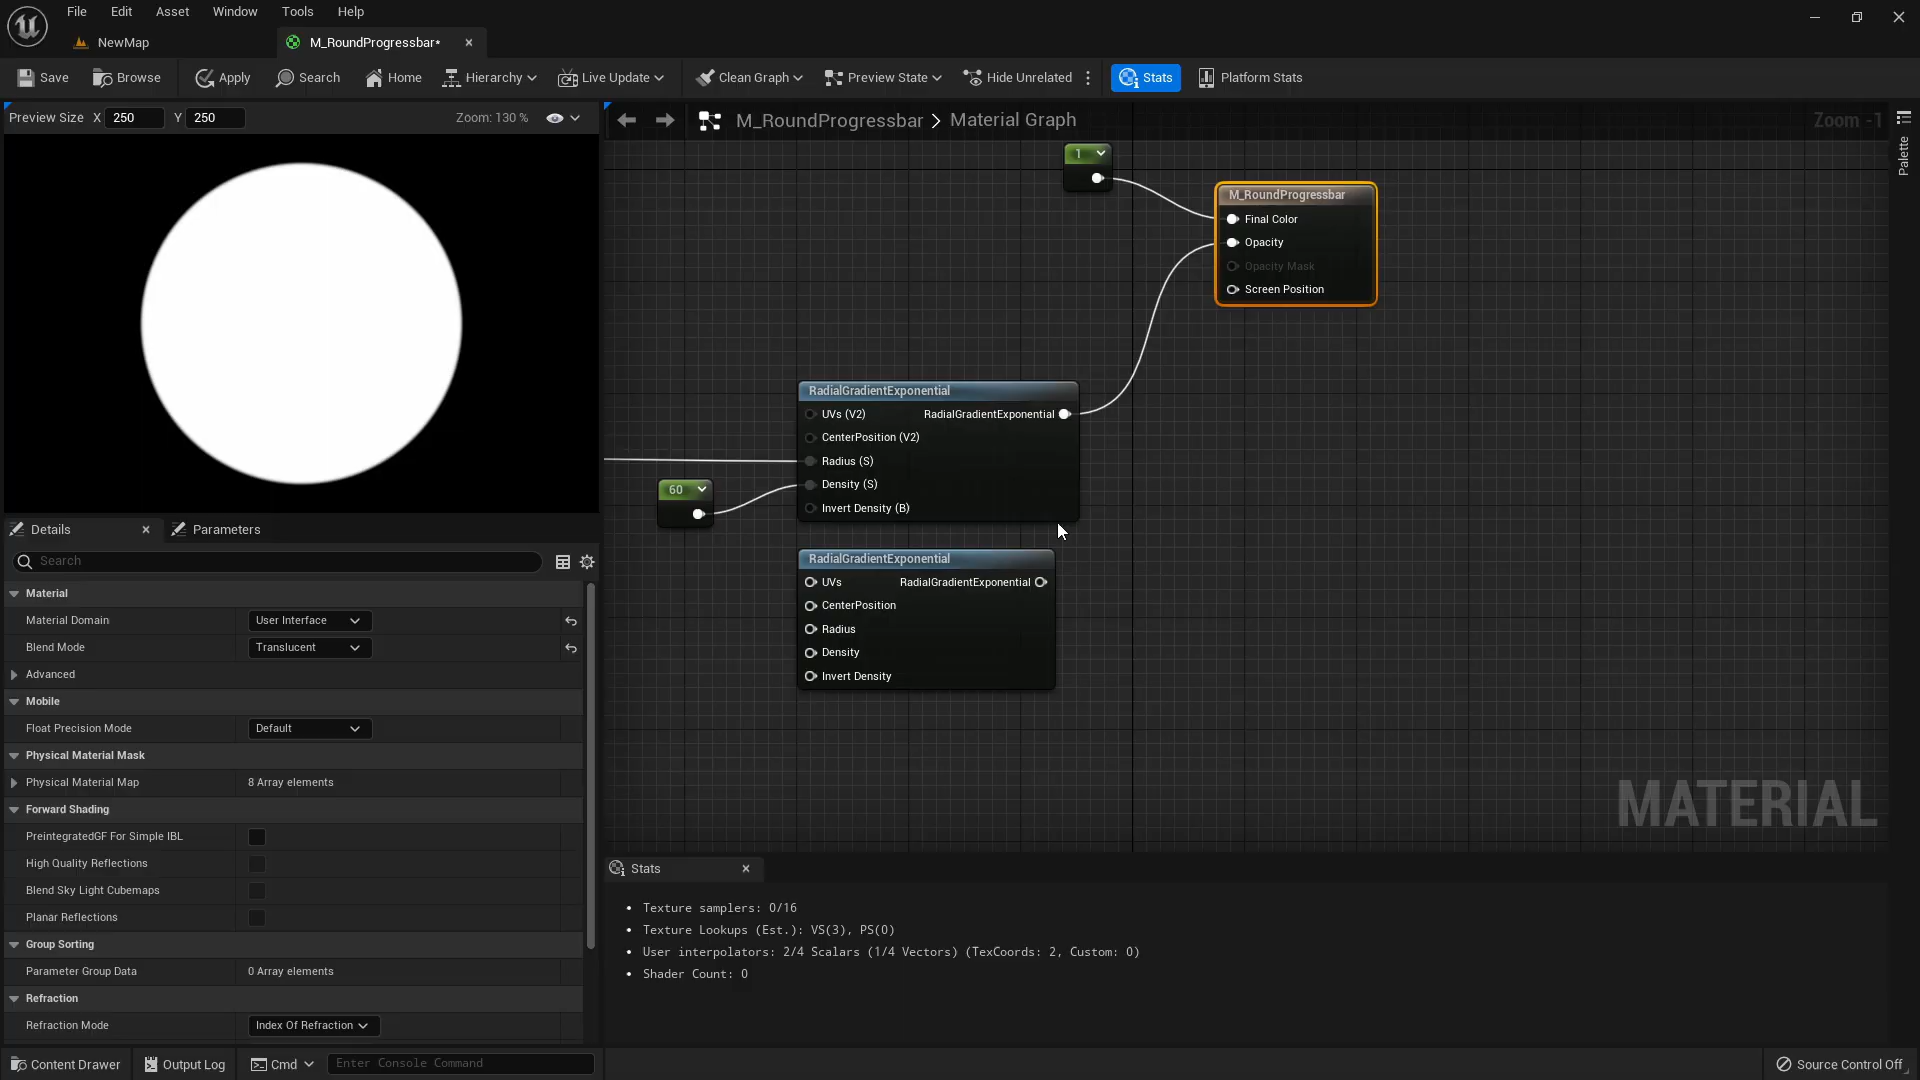 File Edit Asset Window Tools Help
NewMap M_RoundProgressbar*
Save Browse Apply Search Home Hierarchy Live Update Clean Graph Preview State Hide Unrelated Stats Platform Stats
Preview Size X 250 Y 250 Zoom: 130 %
M_RoundProgressbar > Material Graph
Zoom -1
Palette
1
M_RoundProgressbar
Final Color
Opacity
Opacity Mask
Screen Position
RadialGradientExponential
UVs (V2) RadialGradientExponential
CenterPosition (V2)
Radius (S)
Density (S)
Invert Density (B)
60
RadialGradientExponential
UVs RadialGradientExponential
CenterPosition
Radius
Density
Invert Density
MATERIAL
Details Parameters
Search
Material
Material Domain User Interface
Blend Mode Translucent
Advanced
Mobile
Float Precision Mode Default
Physical Material Mask
Physical Material Map 8 Array elements
Forward Shading
PreintegratedGF For Simple IBL
High Quality Reflections
Blend Sky Light Cubemaps
Planar Reflections
Group Sorting
Parameter Group Data 0 Array elements
Refraction
Refraction Mode Index Of Refraction
Stats
• Texture samplers: 0/16
• Texture Lookups (Est.): VS(3), PS(0)
• User interpolators: 2/4 Scalars (1/4 Vectors) (TexCoords: 2, Custom: 0)
• Shader Count: 0
Content Drawer Output Log Cmd Enter Console Command Source Control Off